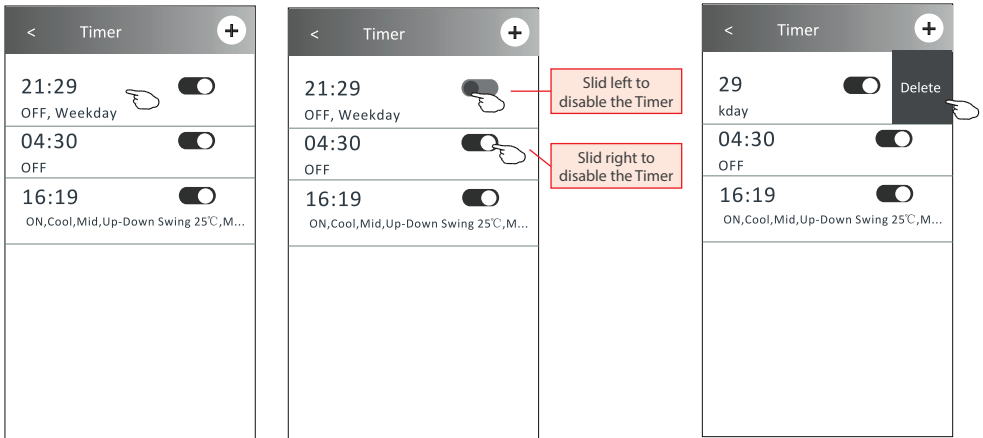 < Timer +
21:29
OFF, Weekday
04:30
OFF
16:19
ON,Cool,Mid,Up-Down Swing 25℃,M...
< Timer +
21:29
OFF, Weekday
04:30
OFF
16:19
ON,Cool,Mid,Up-Down Swing 25℃,M...
Slid left to
disable the Timer
Slid right to
disable the Timer
< Timer +
29
kday
Delete
04:30
OFF
16:19
ON,Cool,Mid,Up-Down Swing 25℃,M...